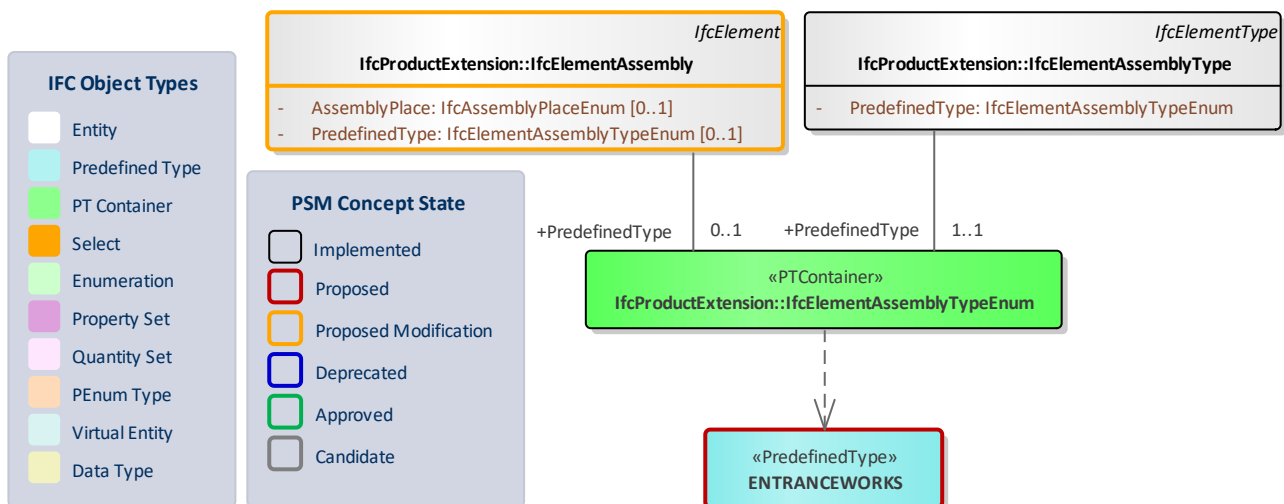 IFC Object Types
Entity
Predefined Type
PT Container
Select
Enumeration
Property Set
Quantity Set
PEnum Type
Virtual Entity
Data Type
PSM Concept State
Implemented
Proposed
Proposed Modification
Deprecated
Approved
Candidate
IfcElement
IfcProductExtension::IfcElementAssembly
- AssemblyPlace: IfcAssemblyPlaceEnum [0..1]
- PredefinedType: IfcElementAssemblyTypeEnum [0..1]
IfcElementType
IfcProductExtension::IfcElementAssemblyType
- PredefinedType: IfcElementAssemblyTypeEnum
+PredefinedType 0..1
+PredefinedType 1..1
«PTContainer»
IfcProductExtension::IfcElementAssemblyTypeEnum
«PredefinedType»
ENTRANCEWORKS